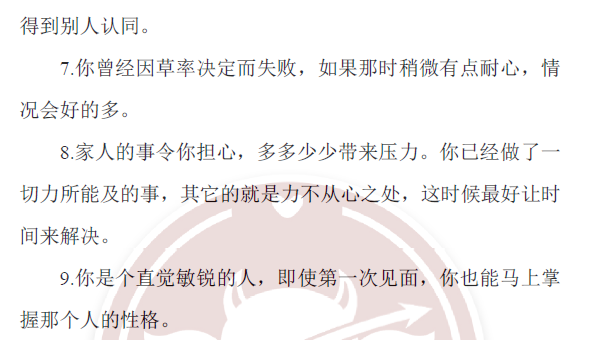 得到别人认同。
7.你曾经因草率决定而失败，如果那时稍微有点耐心，情
况会好的多。
8.家人的事令你担心，多多少少带来压力。你已经做了一
切力所能及的事，其它的就是力不从心之处，这时候最好让时
间来解决。
9.你是个直觉敏锐的人，即使第一次见面，你也能马上掌
握那个人的性格。